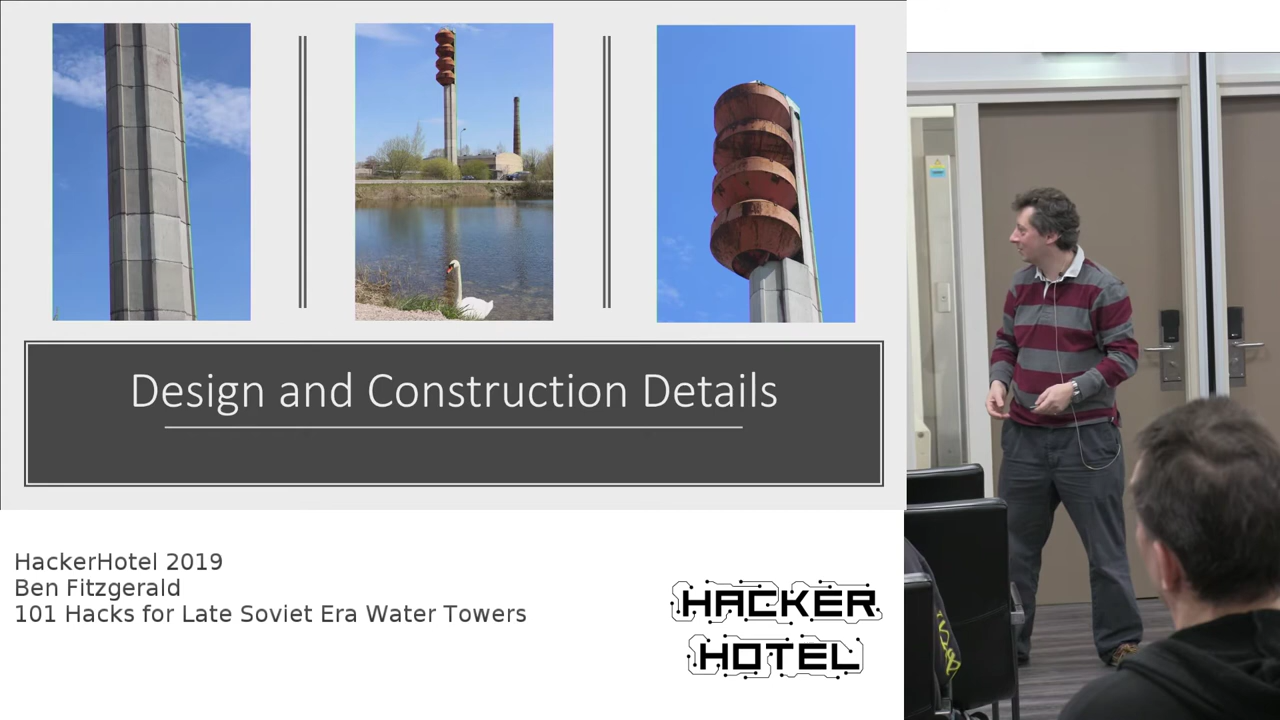 Design and Construction Details
HackerHotel 2019
Ben Fitzgerald
101 Hacks for Late Soviet Era Water Towers
HACKER
HOTEL